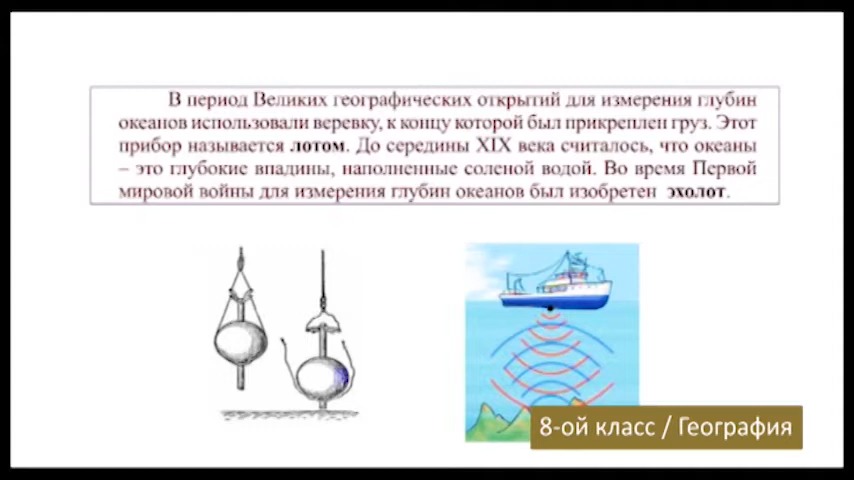 В период Великих географических открытий для измерения глубин
океанов использовали веревку, к концу которой был прикреплен груз. Этот
прибор называется лотом. До середины XIX века считалось, что океаны
– это глубокие впадины, наполненные соленой водой. Во время Первой
мировой войны для измерения глубин океанов был изобретен эхолот.
8-ой класс / География